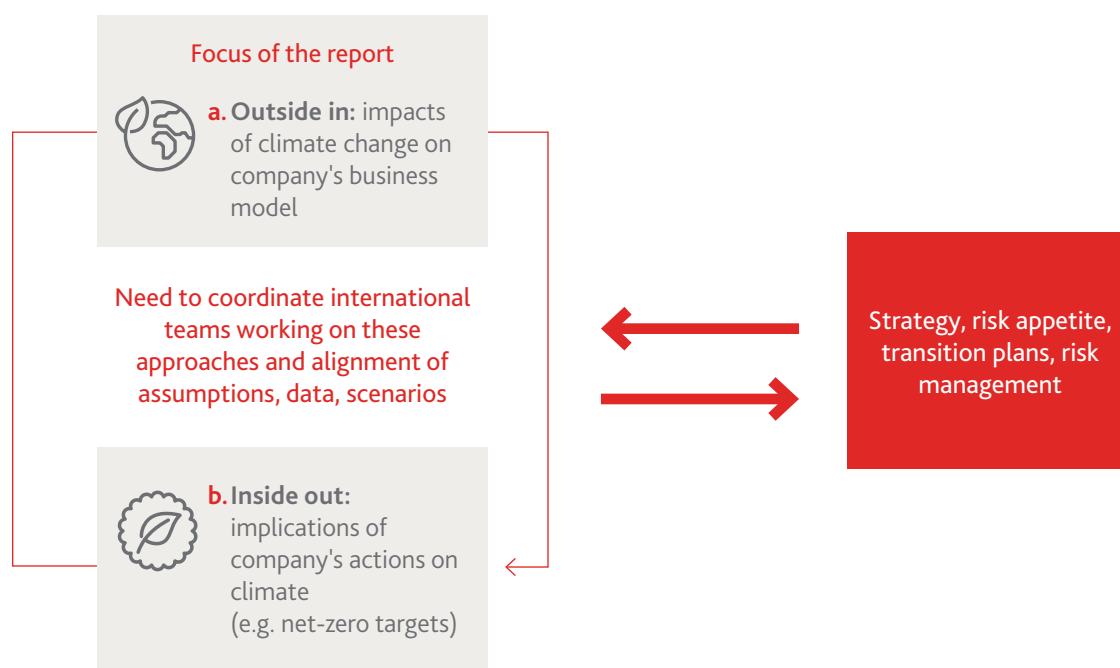 Focus of the report
a. Outside in: impacts
of climate change on
company's business
model
Need to coordinate international
teams working on these
approaches and alignment of
assumptions, data, scenarios
b. Inside out:
implications of
company's actions on
climate
(e.g. net-zero targets)
Strategy, risk appetite,
transition plans, risk
management